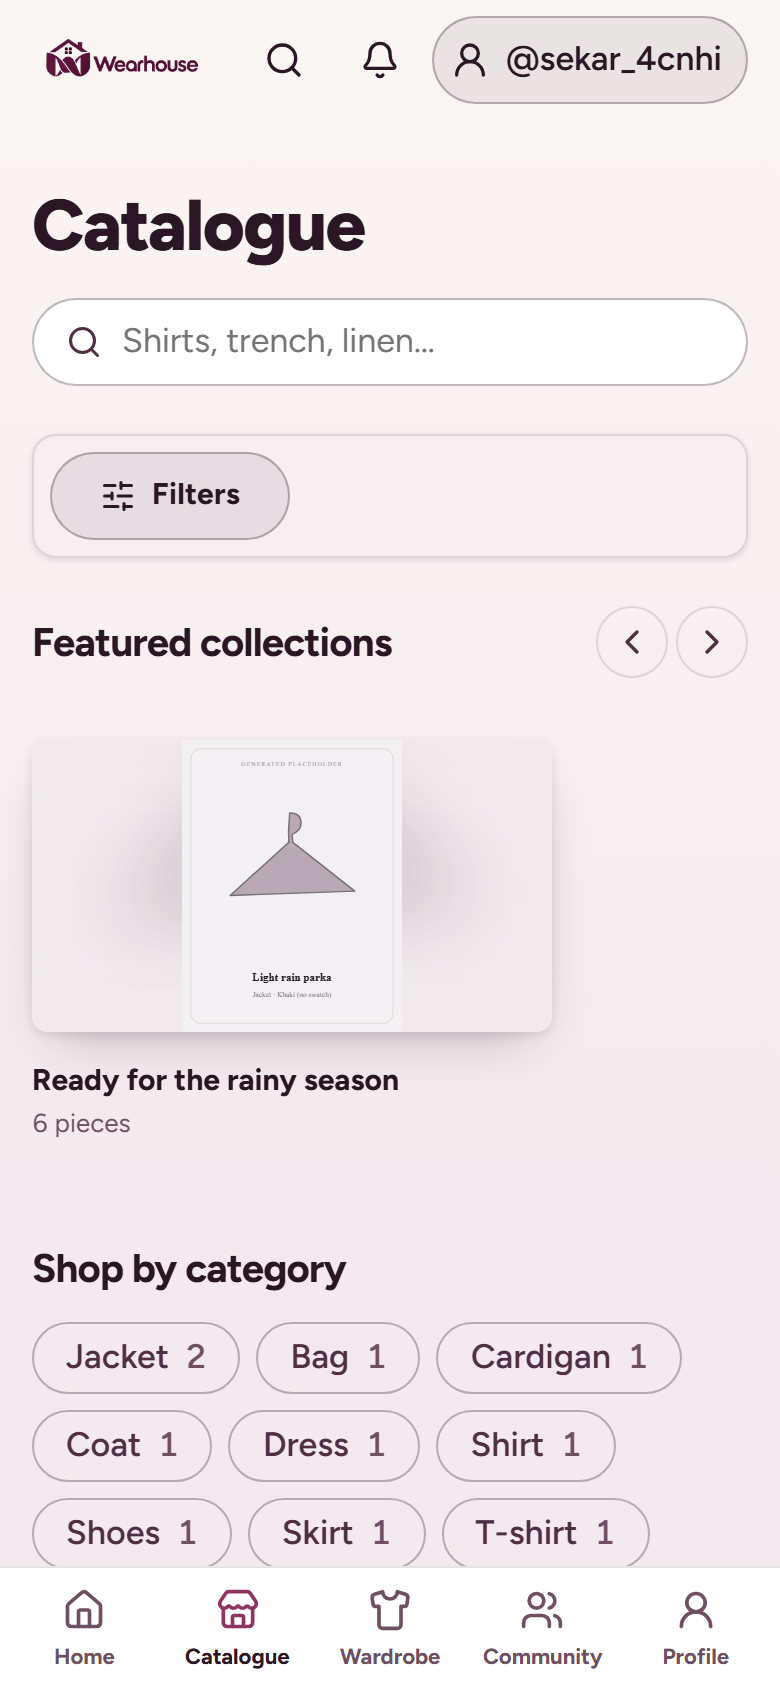 Wearhouse
@sekar_4cnhi
Catalogue
Shirts, trench, linen...
Filters
Featured collections
GENERATED PLACEHOLDER
Light rain parka
Jacket · Khaki (no swatch)
Ready for the rainy season
6 pieces
Shop by category
Jacket 2 Bag 1 Cardigan 1
Coat 1 Dress 1 Shirt 1
Shoes 1 Skirt 1 T-shirt 1
Home Catalogue Wardrobe Community Profile